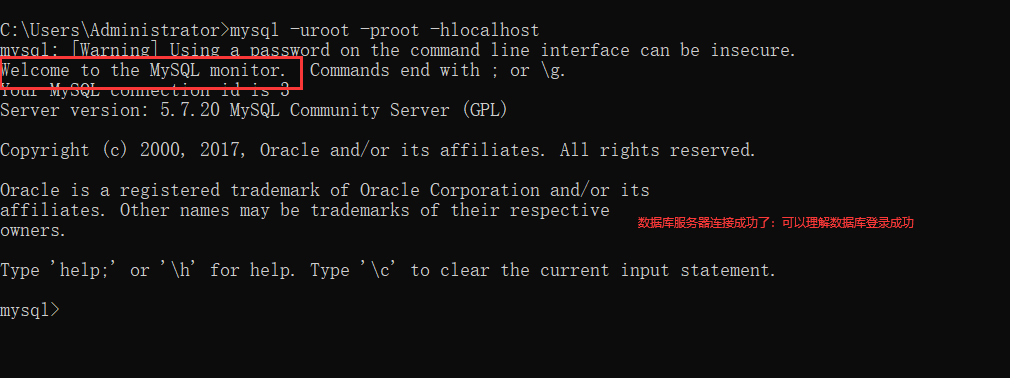 C:\Users\Administrator>mysql -uroot -proot -hlocalhost
mysql: [Warning] Using a password on the command line interface can be insecure.
Welcome to the MySQL monitor.  Commands end with ; or \g.
Your MySQL connection id is 3
Server version: 5.7.20 MySQL Community Server (GPL)
Copyright (c) 2000, 2017, Oracle and/or its affiliates. All rights reserved.
Oracle is a registered trademark of Oracle Corporation and/or its
affiliates. Other names may be trademarks of their respective
owners.
数据库服务器连接成功了：可以理解数据库登录成功
Type 'help;' or '\h' for help. Type '\c' to clear the current input statement.
mysql>